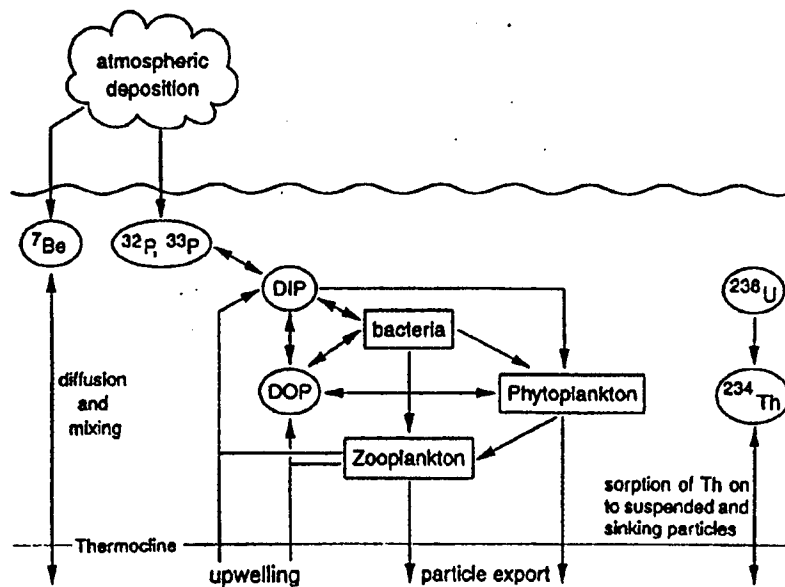 atmospheric
deposition
⁷Be
³²P, ³³P
DIP
²³⁸U
bacteria
diffusion
and
mixing
DOP
Phytoplankton
²³⁴Th
Zooplankton
sorption of Th on
to suspended and
sinking particles
Thermocline
upwelling
particle export